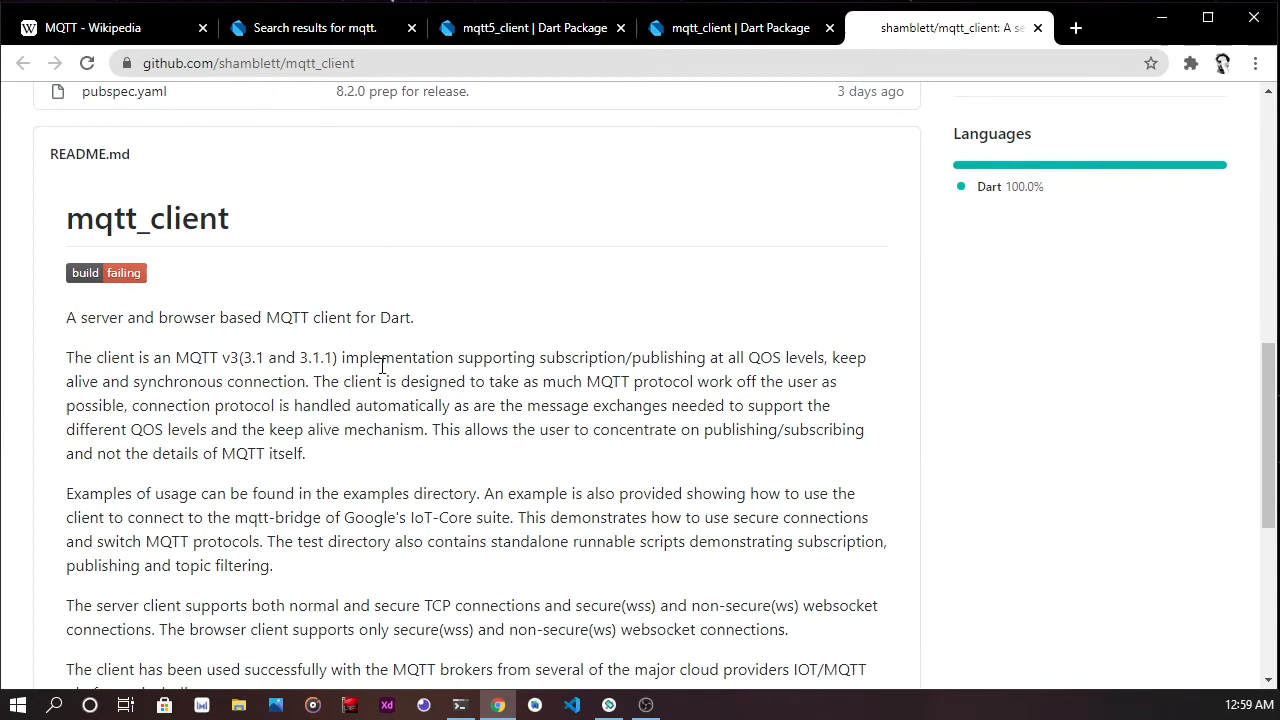 MQTT - Wikipedia
Search results for mqtt.
mqtt5_client | Dart Package
mqtt_client | Dart Package
shamblett/mqtt_client: A se
github.com/shamblett/mqtt_client
pubspec.yaml 8.2.0 prep for release. 3 days ago
Languages
Dart 100.0%
README.md
mqtt_client
build failing
A server and browser based MQTT client for Dart.
The client is an MQTT v3(3.1 and 3.1.1) implementation supporting subscription/publishing at all QOS levels, keep
alive and synchronous connection. The client is designed to take as much MQTT protocol work off the user as
possible, connection protocol is handled automatically as are the message exchanges needed to support the
different QOS levels and the keep alive mechanism. This allows the user to concentrate on publishing/subscribing
and not the details of MQTT itself.
Examples of usage can be found in the examples directory. An example is also provided showing how to use the
client to connect to the mqtt-bridge of Google's IoT-Core suite. This demonstrates how to use secure connections
and switch MQTT protocols. The test directory also contains standalone runnable scripts demonstrating subscription,
publishing and topic filtering.
The server client supports both normal and secure TCP connections and secure(wss) and non-secure(ws) websocket
connections. The browser client supports only secure(wss) and non-secure(ws) websocket connections.
The client has been used successfully with the MQTT brokers from several of the major cloud providers IOT/MQTT
12:59 AM